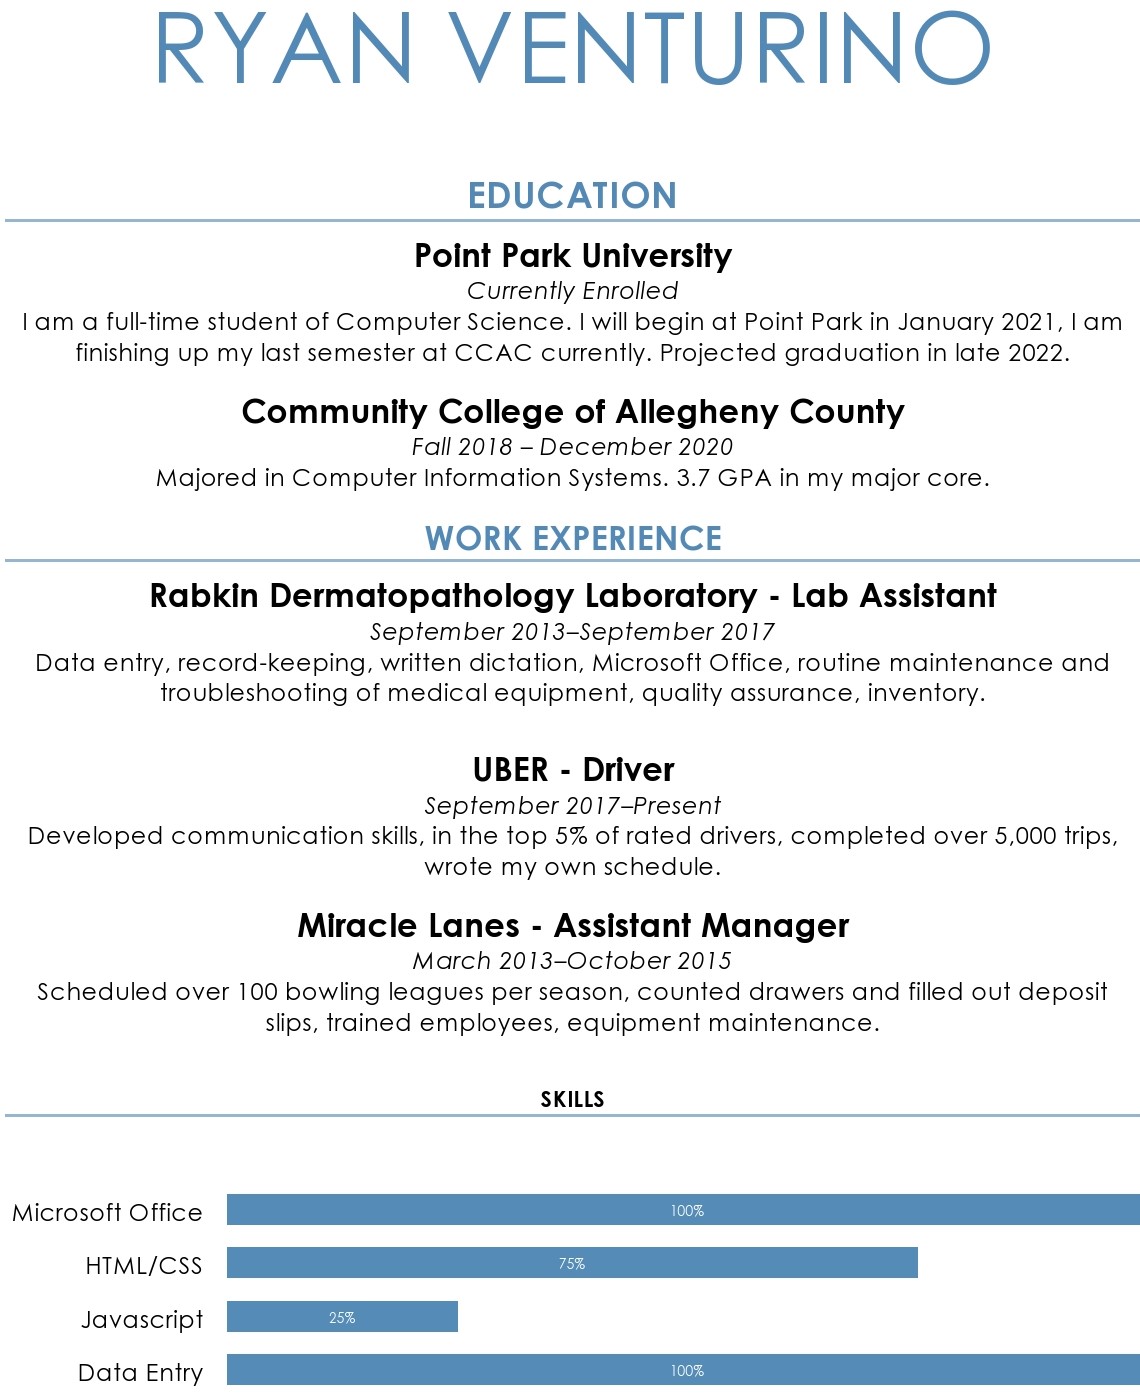 RYAN VENTURINO
EDUCATION
Point Park University
Currently Enrolled
I am a full-time student of Computer Science. I will begin at Point Park in January 2021, I am
finishing up my last semester at CCAC currently. Projected graduation in late 2022.
Community College of Allegheny County
Fall 2018 – December 2020
Majored in Computer Information Systems. 3.7 GPA in my major core.
WORK EXPERIENCE
Rabkin Dermatopathology Laboratory - Lab Assistant
September 2013–September 2017
Data entry, record-keeping, written dictation, Microsoft Office, routine maintenance and
troubleshooting of medical equipment, quality assurance, inventory.
UBER - Driver
September 2017–Present
Developed communication skills, in the top 5% of rated drivers, completed over 5,000 trips,
wrote my own schedule.
Miracle Lanes - Assistant Manager
March 2013–October 2015
Scheduled over 100 bowling leagues per season, counted drawers and filled out deposit
slips, trained employees, equipment maintenance.
SKILLS
Microsoft Office 100%
HTML/CSS 75%
Javascript 25%
Data Entry 100%